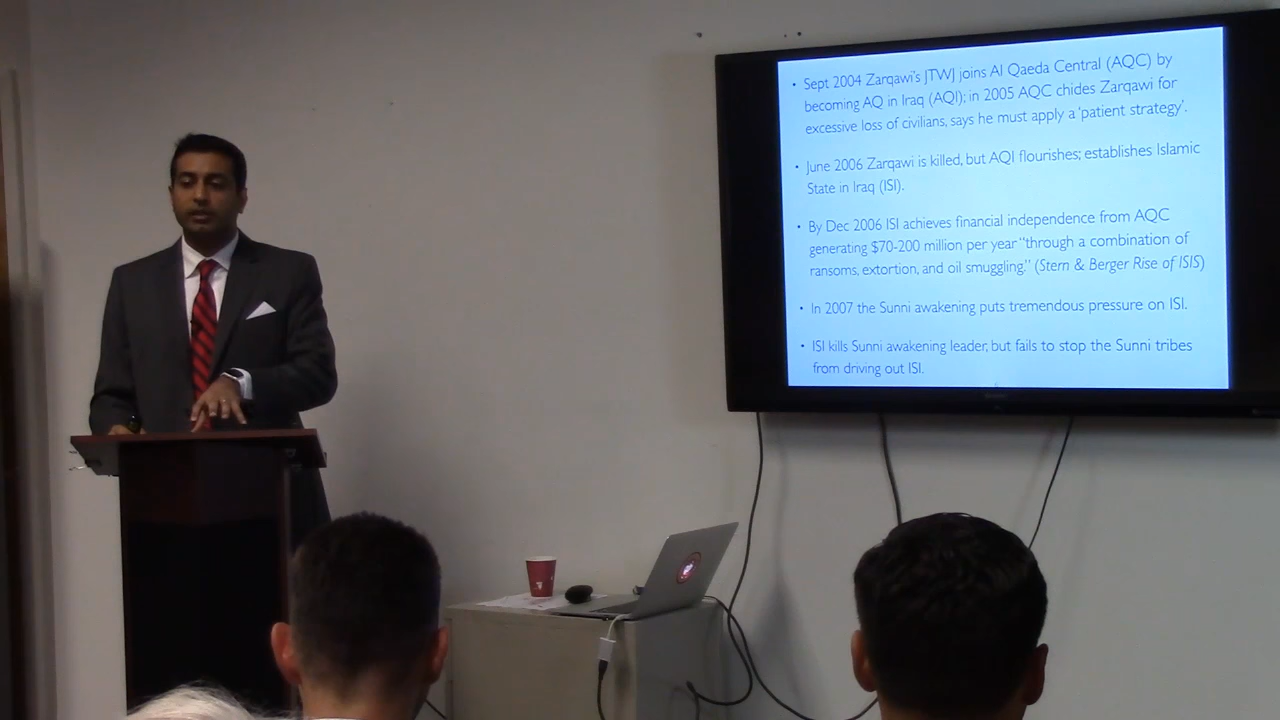 • Sept 2004 Zarqawi's JTWJ joins Al Qaeda Central (AQC) by
becoming AQ in Iraq (AQI); in 2005 AQC chides Zarqawi for
excessive loss of civilians, says he must apply a 'patient strategy'.
• June 2006 Zarqawi is killed, but AQI flourishes; establishes Islamic
State in Iraq (ISI).
• By Dec 2006 ISI achieves financial independence from AQC
generating $70-200 million per year "through a combination of
ransoms, extortion, and oil smuggling." (Stern & Berger Rise of ISIS)
• In 2007 the Sunni awakening puts tremendous pressure on ISI.
• ISI kills Sunni awakening leader, but fails to stop the Sunni tribes
from driving out ISI.